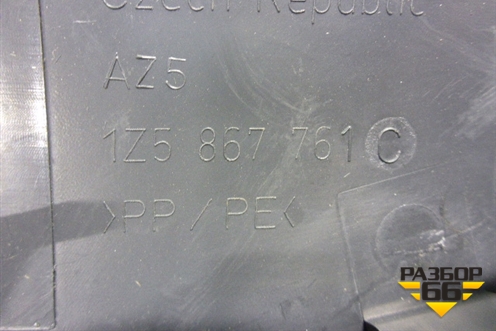 Czech Republic
AZ5
1Z5 867 761 C
>PP/PE<
РАЗБОР
66